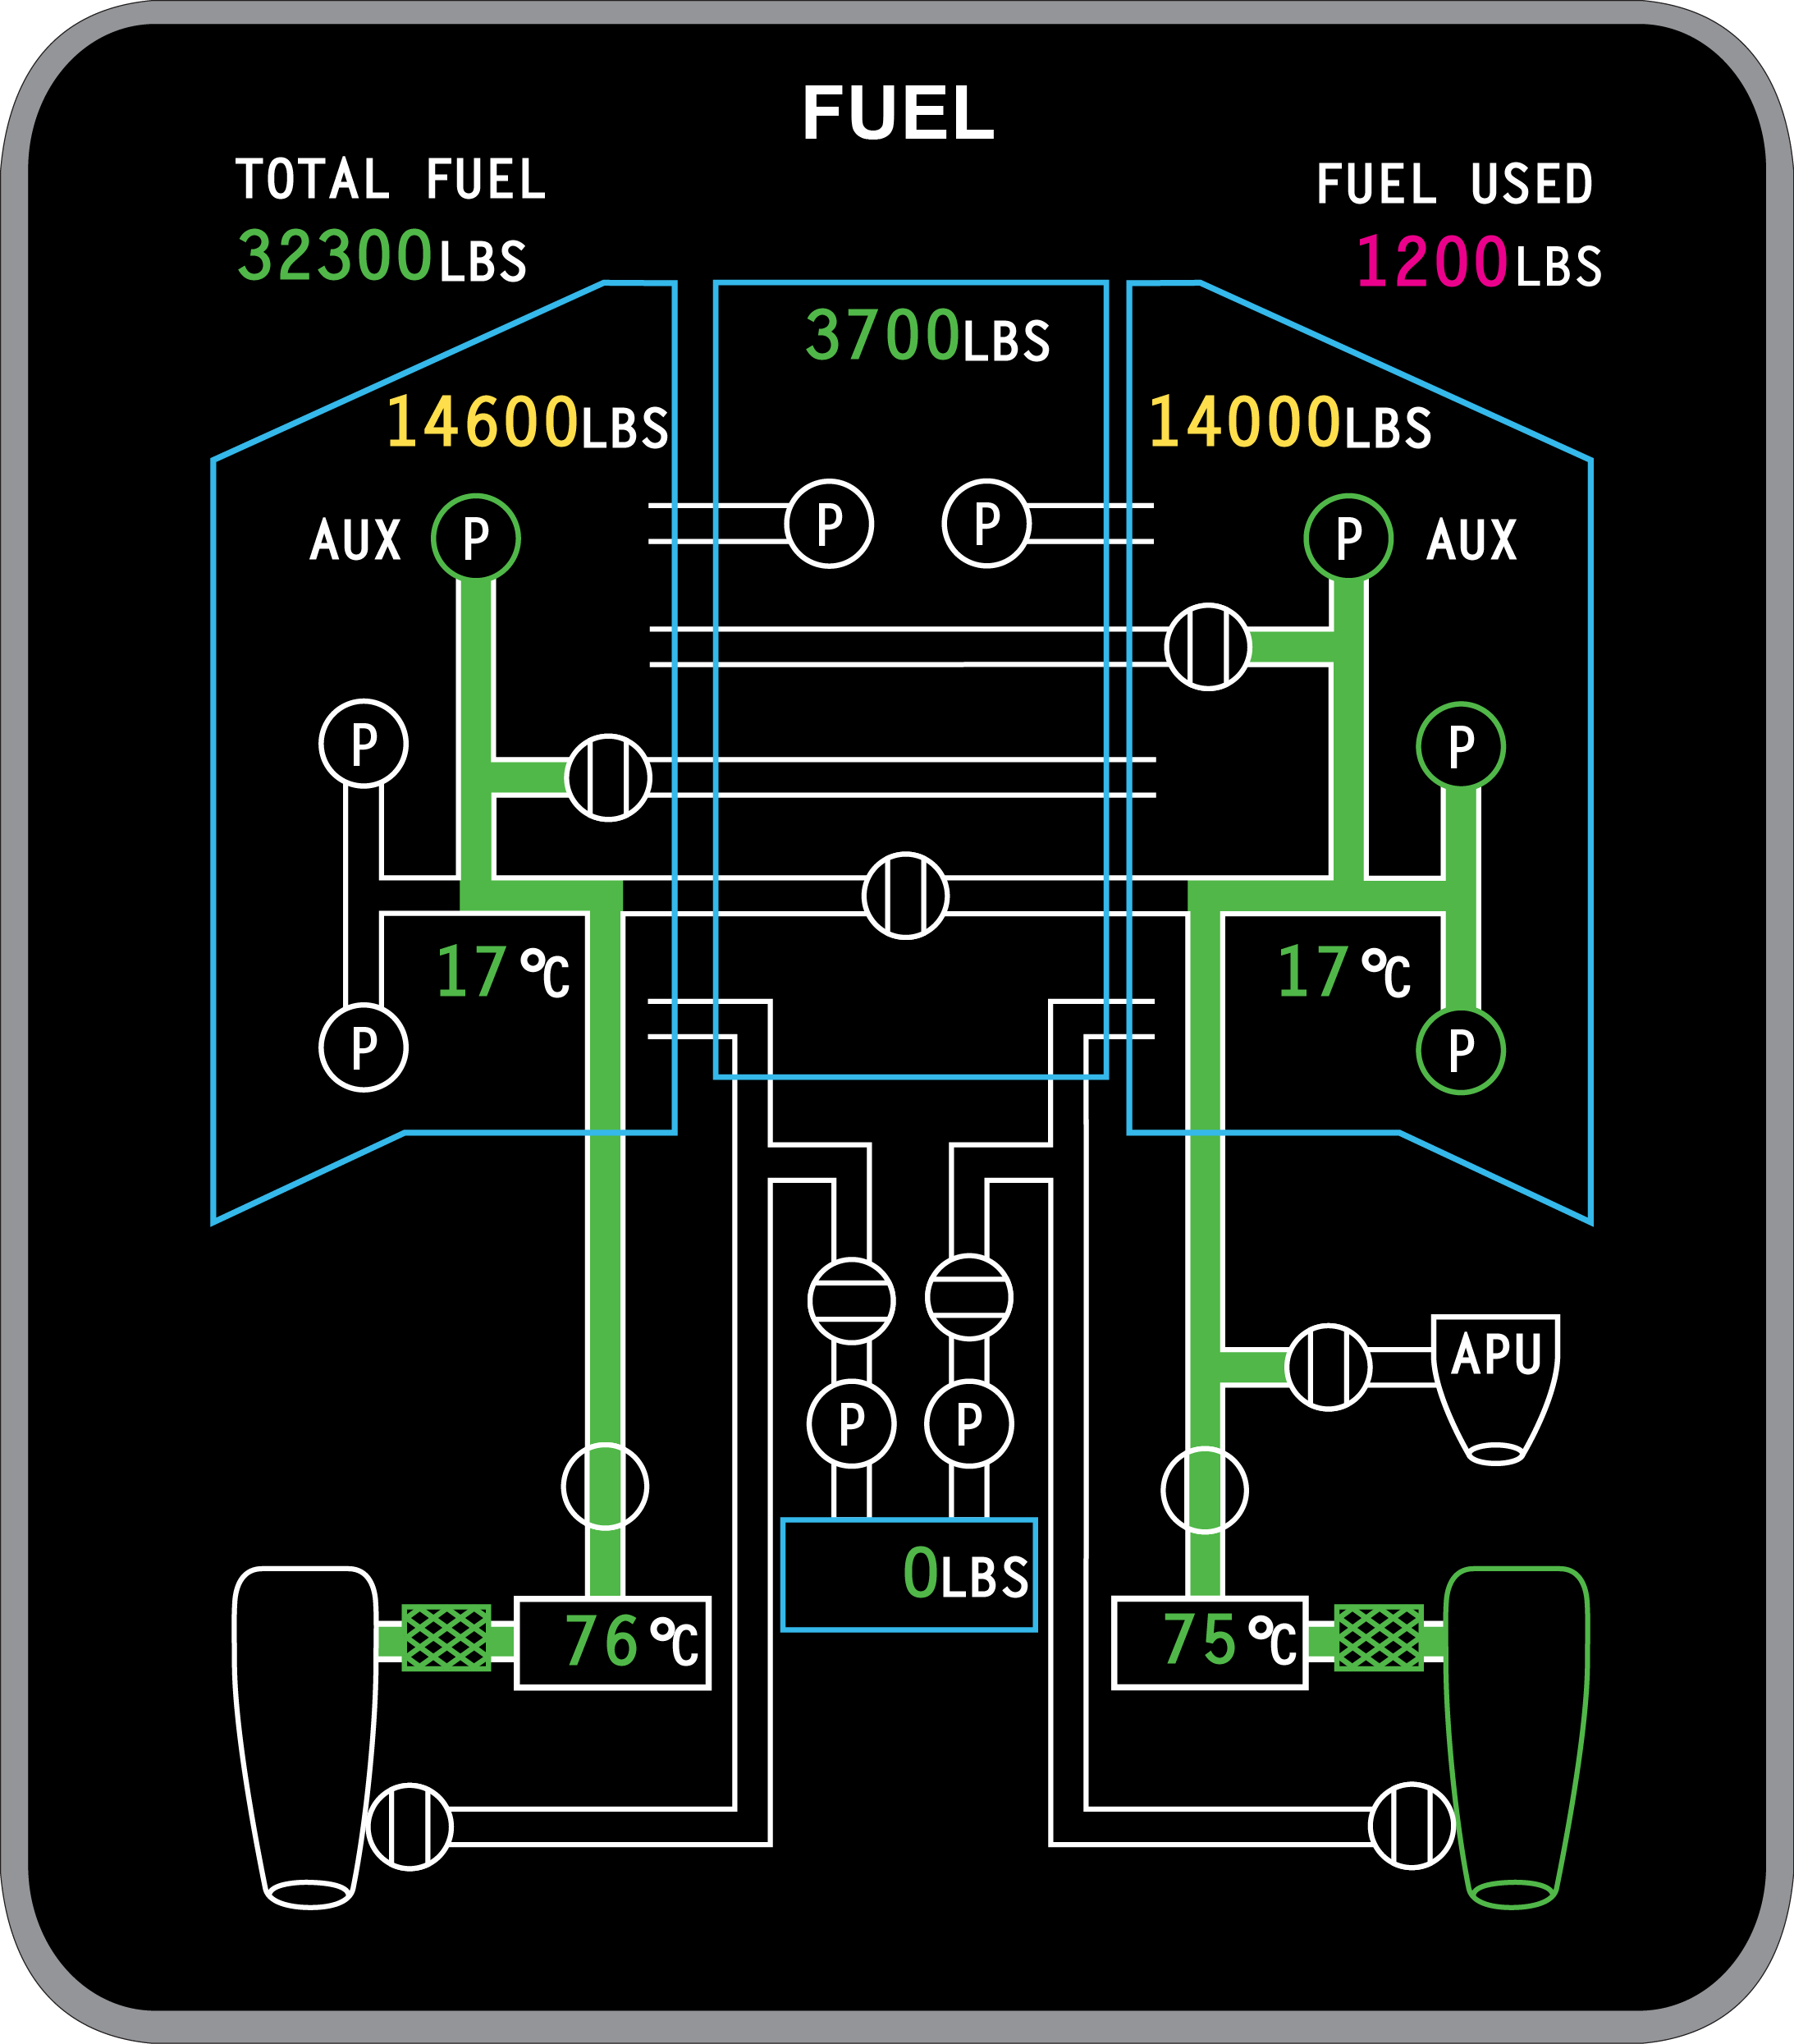 FUEL
TOTAL FUEL
FUEL USED
32300LBS
1200LBS
3700LBS
14600LBS
14000LBS
P
P
AUX
P
P
AUX
P
P
17°C
17°C
P
P
APU
P
P
0LBS
76°C
75°C